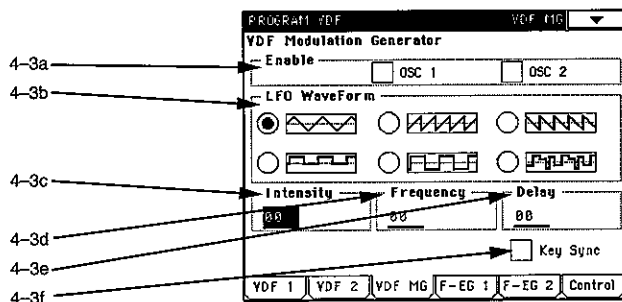 PROGRAM VDF VDF MG
VDF Modulation Generator
4-3a
Enable
OSC 1 OSC 2
4-3b
LFO WaveForm
4-3c
Intensity Frequency Delay
00 00 00
4-3d
Key Sync
4-3e
4-3f
VDF 1 VDF 2 VDF MG F-EG 1 F-EG 2 Control